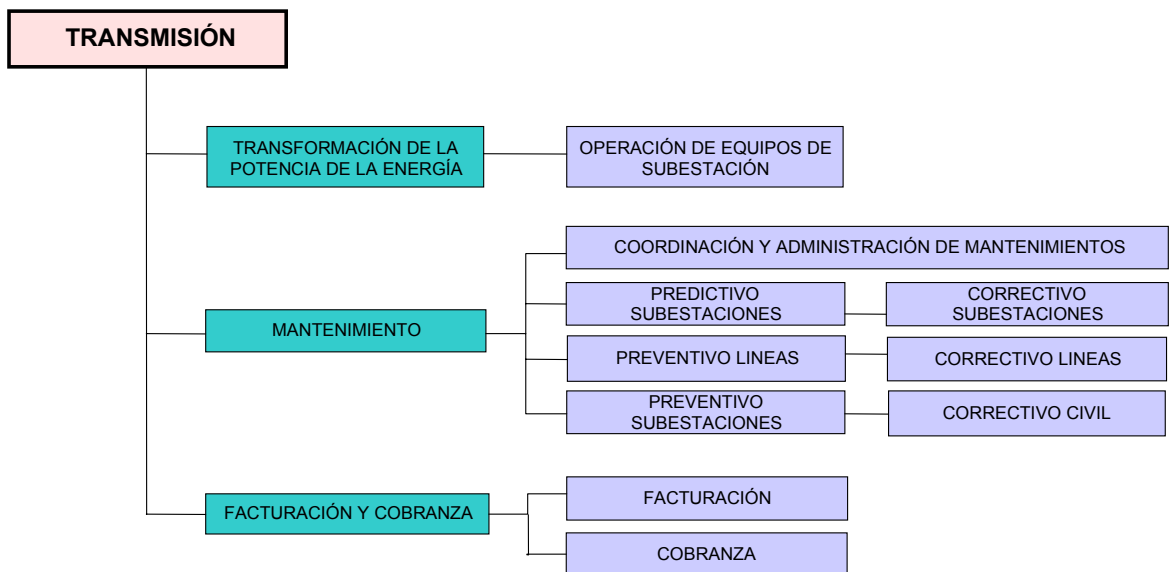 TRANSMISIÓN
TRANSFORMACIÓN DE LA
POTENCIA DE LA ENERGÍA
OPERACIÓN DE EQUIPOS DE
SUBESTACIÓN
COORDINACIÓN Y ADMINISTRACIÓN DE MANTENIMIENTOS
MANTENIMIENTO
PREDICTIVO
SUBESTACIONES
CORRECTIVO
SUBESTACIONES
PREVENTIVO LINEAS
CORRECTIVO LINEAS
PREVENTIVO
SUBESTACIONES
CORRECTIVO CIVIL
FACTURACIÓN Y COBRANZA
FACTURACIÓN
COBRANZA